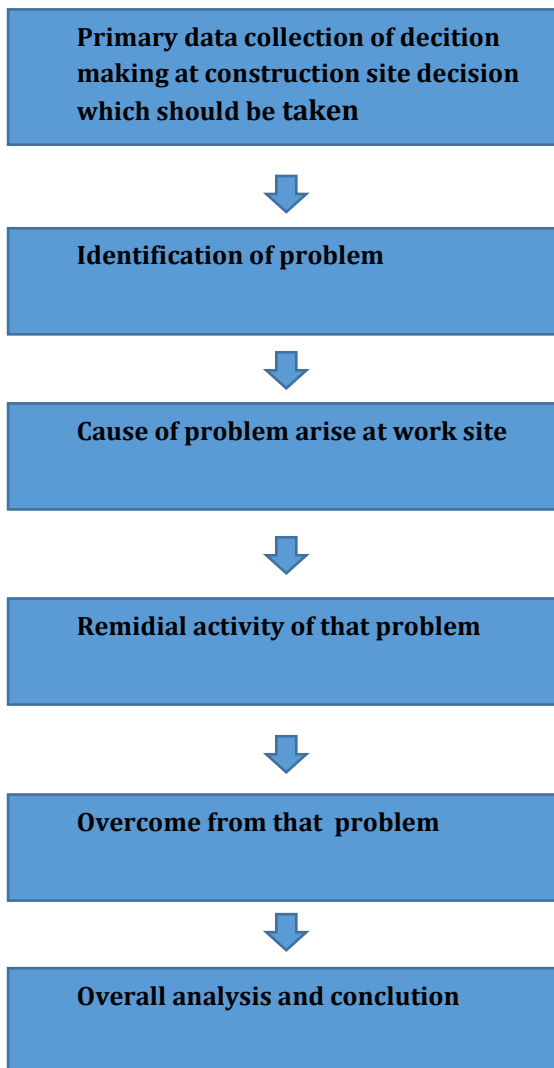 Primary data collection of decition
making at construction site decision
which should be taken
Identification of problem
Cause of problem arise at work site
Remidial activity of that problem
Overcome from that  problem
Overall analysis and conclution